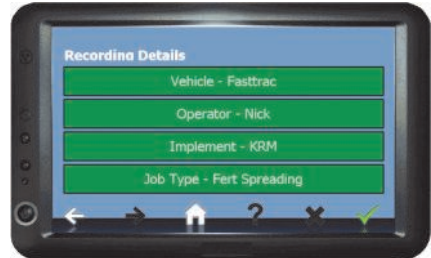 Recording Details
Vehicle - Fasttrac
Operator - Nick
Implement - KRM
Job Type - Fert Spreading
?